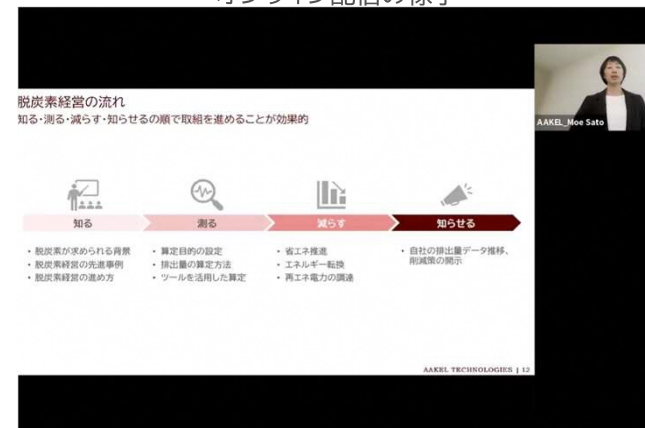 オンライン配信の様子
脱炭素経営の流れ
知る・測る・減らす・知らせるの順で取組を進めることが効果的
AAKEL_Moe Sato
知る
測る
減らす
知らせる
・脱炭素が求められる背景
・脱炭素経営の先進事例
・脱炭素経営の進め方
・算定目的の設定
・排出量の算定方法
・ツールを活用した算定
・省エネ推進
・エネルギー転換
・再エネ電力の調達
・自社の排出量データ推移、
削減策の開示
AAKEL TECHNOLOGIES | 12